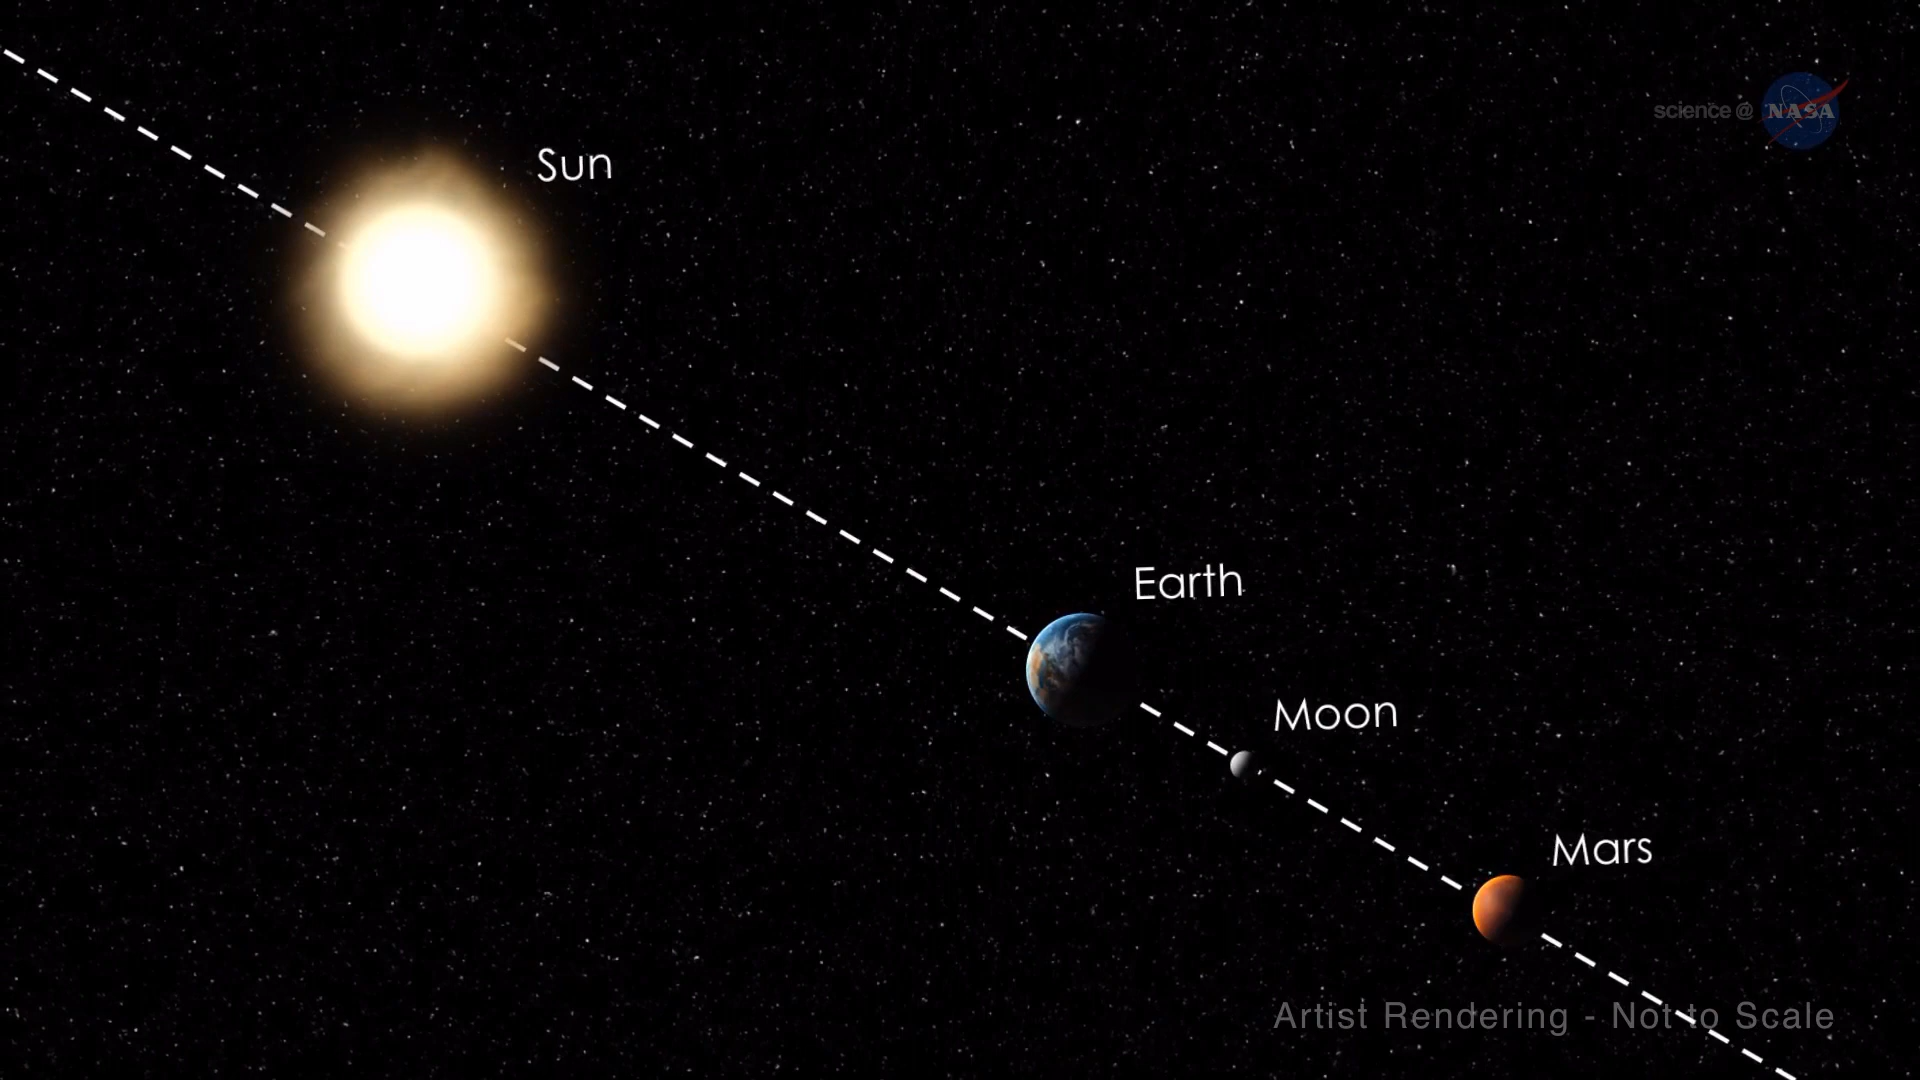 science @ NASA
Sun
Earth
Moon
Mars
Artist Rendering - Not to Scale